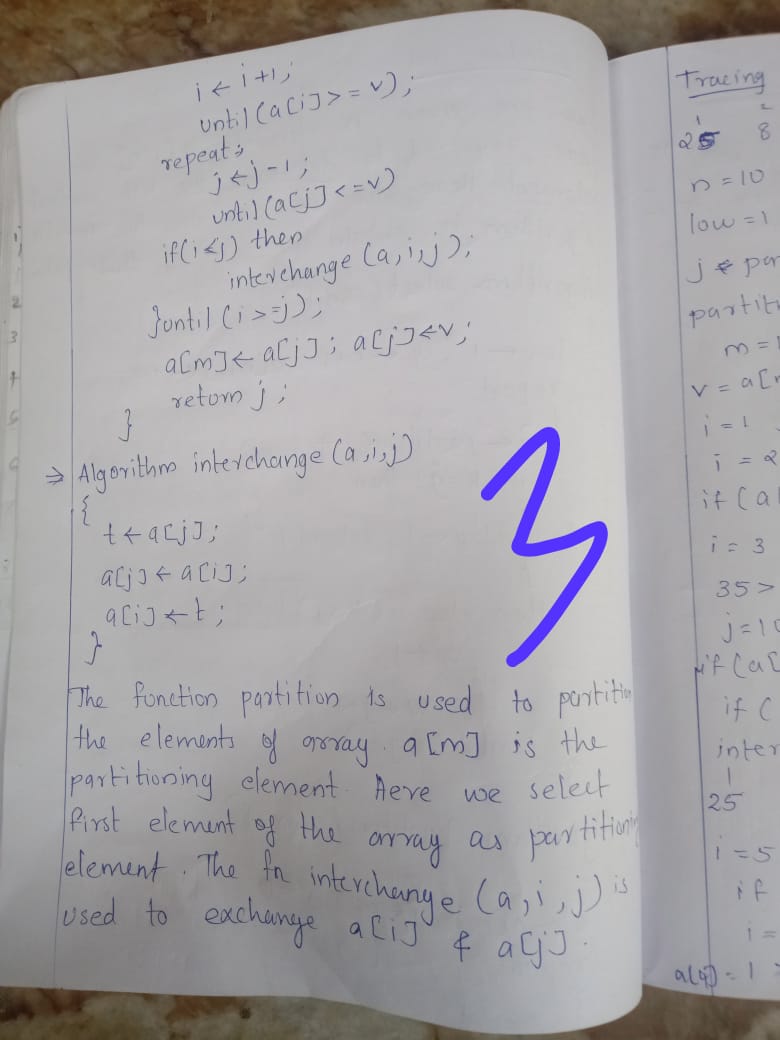 i ← i +1;
until (a[i] >= v);
repeat;
j ← j - 1;
until (a[j] <= v)
if(i < j) then
interchange (a, i, j);
} until (i >= j);
a[m] ← a[j]; a[j] ← v;
return j;
}
⇒ Algorithm interchange (a, i, j)
{
t ← a[j];
a[j] ← a[i];
a[i] ← t;
}
3
The function partition is used to partition
the elements of array. a[m] is the
partitioning element. Here we select
first element of the array as partitioning
element. The fn interchange (a, i, j) is
used to exchange a[i] & a[j].
Tracing
1 2
25 8
n = 10
low = 1
j ← par
partit
m = 1
v = a[m
i = 1
i = 2
if (a
i = 3
35 >
j = 10
if (a[
if (
inter
1
25
i = 5
if
i =
= 1